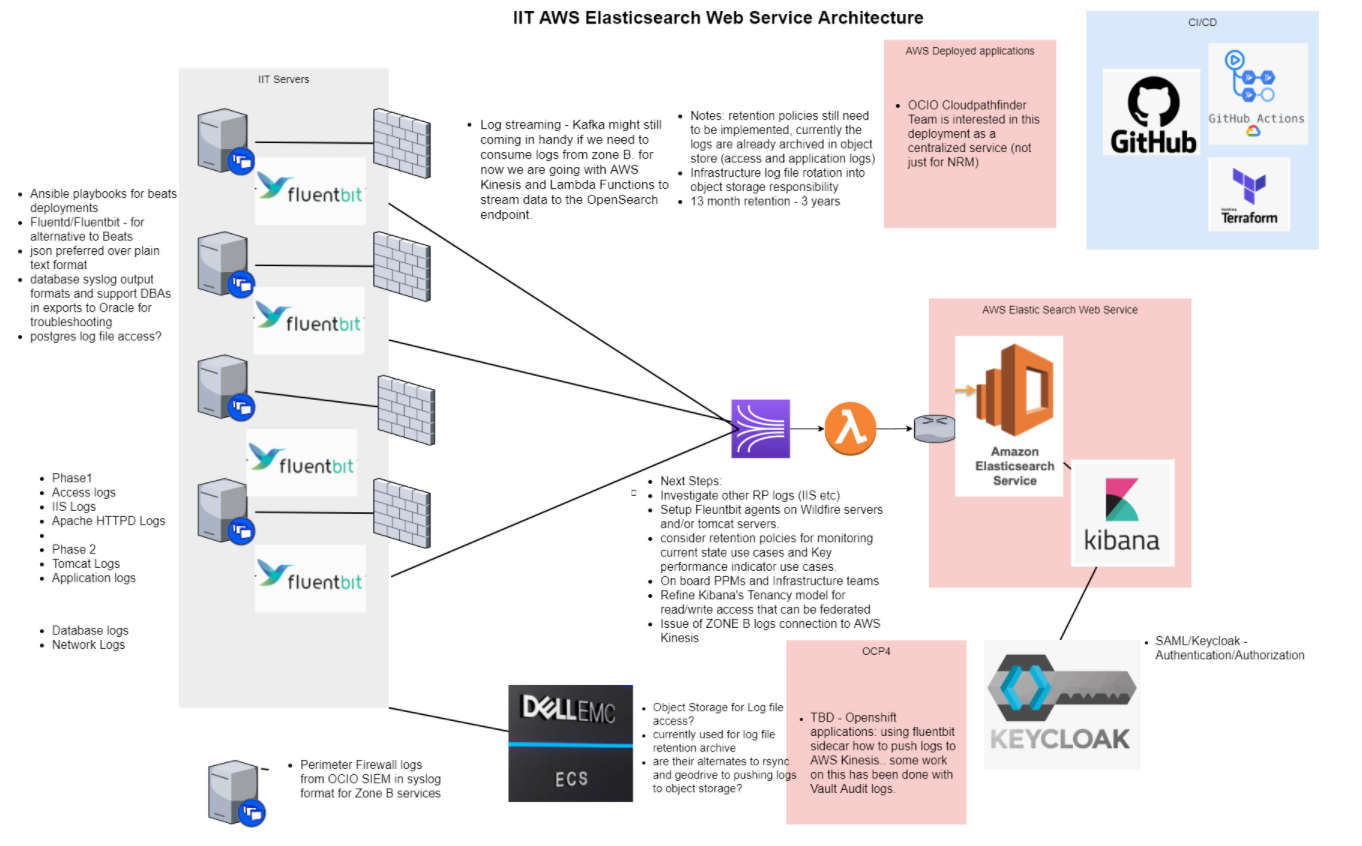 IIT AWS Elasticsearch Web Service Architecture
CI/CD
GitHub
GitHub Actions
Terraform
AWS Deployed applications
OCIO Cloudpathfinder
Team is interested in this
deployment as a
centralized service (not
just for NRM)
IIT Servers
fluentbit
fluentbit
fluentbit
fluentbit
Log streaming - Kafka might still
coming in handy if we need to
consume logs from zone B. for
now we are going with AWS
Kinesis and Lambda Functions to
stream data to the OpenSearch
endpoint.
Notes: retention policies still need
to be implemented, currently the
logs are already archived in object
store (access and application logs)
Infrastructure log file rotation into
object storage responsibility
13 month retention - 3 years
Ansible playbooks for beats
deployments
Fluentd/Fluentbit - for
alternative to Beats
json preferred over plain
text format
database syslog output
formats and support DBAs
in exports to Oracle for
troubleshooting
postgres log file access?
AWS Elastic Search Web Service
Amazon
Elasticsearch
Service
kibana
Phase1
Access logs
IIS Logs
Apache HTTPD Logs
Phase 2
Tomcat Logs
Application logs
Database logs
Network Logs
Next Steps:
Investigate other RP logs (IIS etc)
Setup Fleuntbit agents on Wildfire servers
and/or tomcat servers.
consider retention polcies for monitoring
current state use cases and Key
performance indicator use cases.
On board PPMs and Infrastructure teams
Refine Kibana's Tenancy model for
read/write access that can be federated
Issue of ZONE B logs connection to AWS
Kinesis
SAML/Keycloak -
Authentication/Authorization
KEYCLOAK
OCP4
TBD - Openshift
applications: using fluentbit
sidecar how to push logs to
AWS Kinesis.. some work
on this has been done with
Vault Audit logs.
DELLEMC
ECS
Object Storage for Log file
access?
currently used for log file
retention archive
are their alternates to rsync
and geodrive to pushing logs
to object storage?
Perimeter Firewall logs
from OCIO SIEM in syslog
format for Zone B services